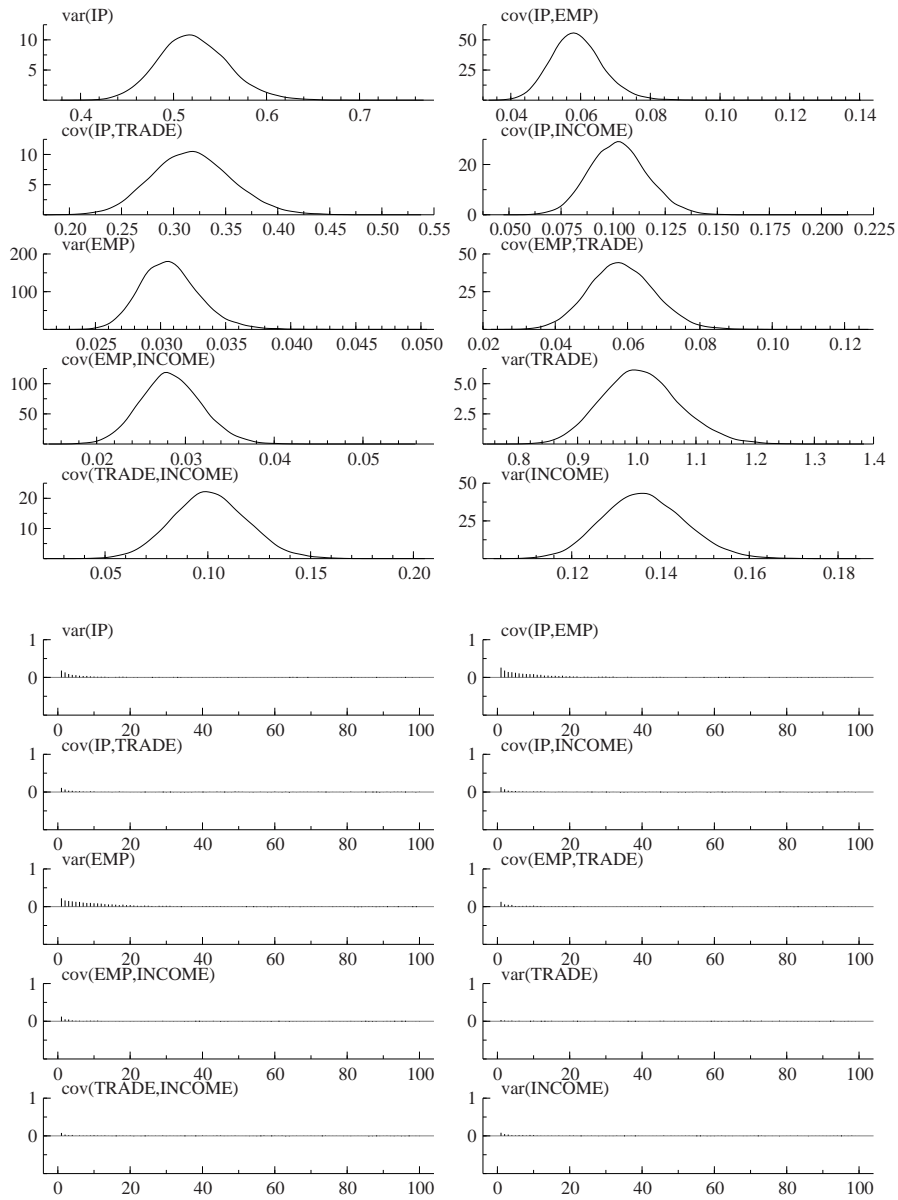 var(IP)
10
5
0.4 0.5 0.6 0.7
cov(IP,EMP)
50
25
0.04 0.06 0.08 0.10 0.12 0.14
cov(IP,TRADE)
10
5
0.20 0.25 0.30 0.35 0.40 0.45 0.50 0.55
cov(IP,INCOME)
20
0
0.050 0.075 0.100 0.125 0.150 0.175 0.200 0.225
var(EMP)
200
100
0.025 0.030 0.035 0.040 0.045 0.050
cov(EMP,TRADE)
50
25
0.02 0.04 0.06 0.08 0.10 0.12
cov(EMP,INCOME)
100
50
0.02 0.03 0.04 0.05
var(TRADE)
5.0
2.5
0.8 0.9 1.0 1.1 1.2 1.3 1.4
cov(TRADE,INCOME)
20
10
0.05 0.10 0.15 0.20
var(INCOME)
50
25
0.12 0.14 0.16 0.18
var(IP)
1
0
0 20 40 60 80 100
cov(IP,EMP)
1
0
0 20 40 60 80 100
cov(IP,TRADE)
1
0
0 20 40 60 80 100
cov(IP,INCOME)
1
0
0 20 40 60 80 100
var(EMP)
1
0
0 20 40 60 80 100
cov(EMP,TRADE)
1
0
0 20 40 60 80 100
cov(EMP,INCOME)
1
0
0 20 40 60 80 100
var(TRADE)
1
0
0 20 40 60 80 100
cov(TRADE,INCOME)
1
0
0 20 40 60 80 100
var(INCOME)
1
0
0 20 40 60 80 100